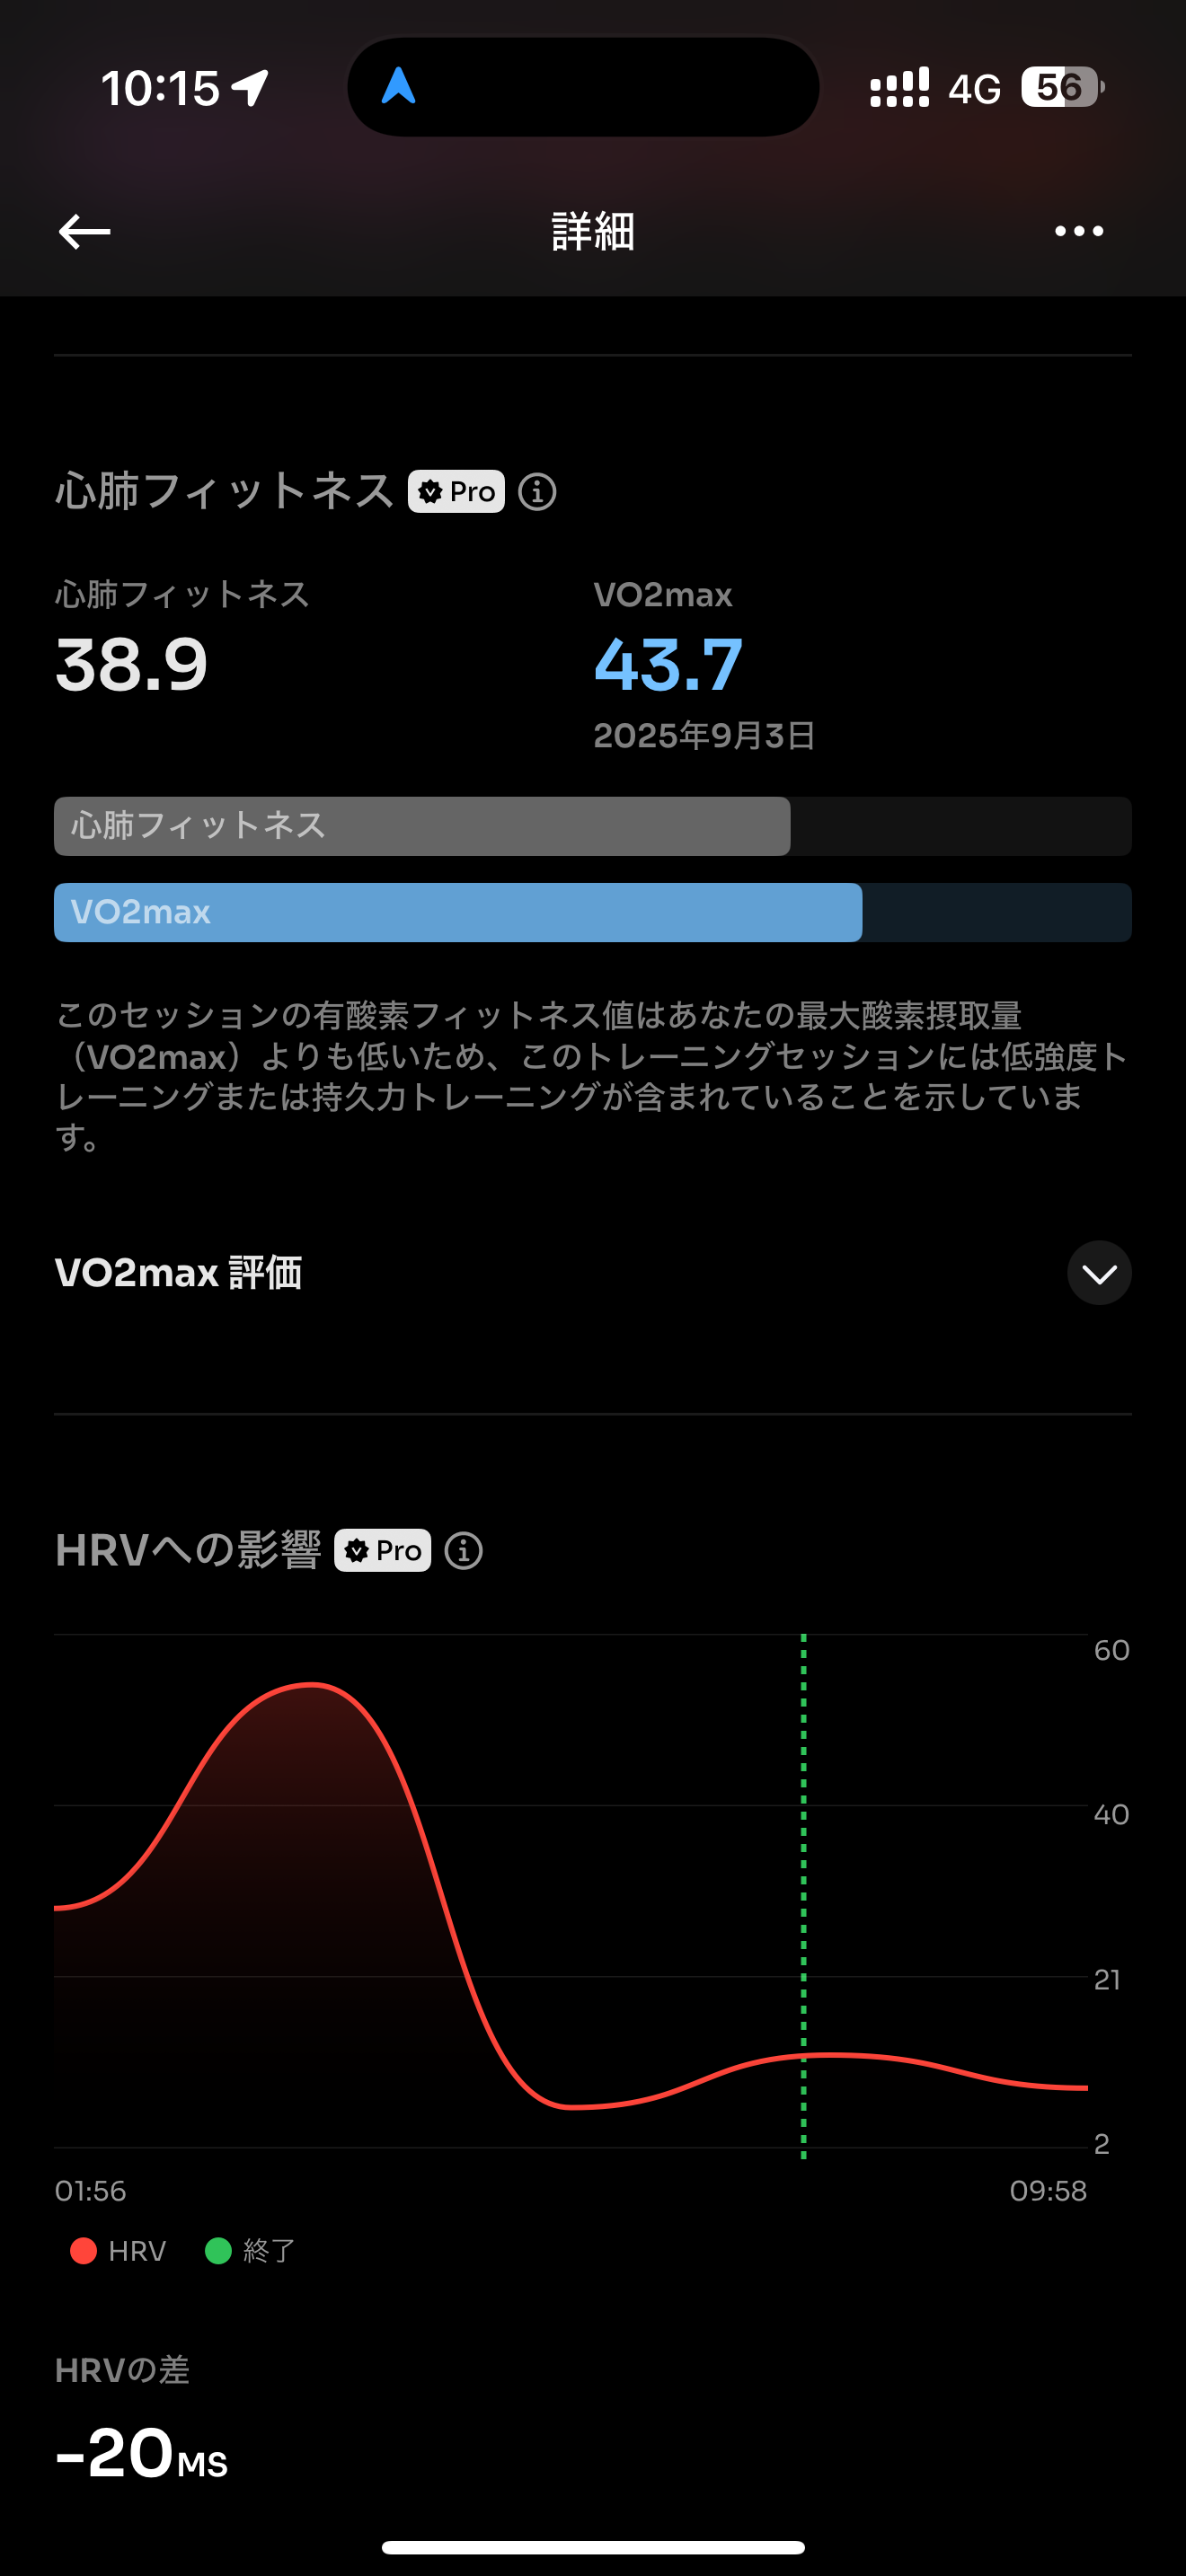 10:15 4G 56
詳細
心肺フィットネス Pro
心肺フィットネス VO2max
38.9 43.7
2025年9月3日
心肺フィットネス
VO2max
このセッションの有酸素フィットネス値はあなたの最大酸素摂取量
（VO2max）よりも低いため、このトレーニングセッションには低強度ト
レーニングまたは持久力トレーニングが含まれていることを示していま
す。
VO2max 評価
HRVへの影響 Pro
60
40
21
2
01:56 09:58
HRV 終了
HRVの差
-20MS